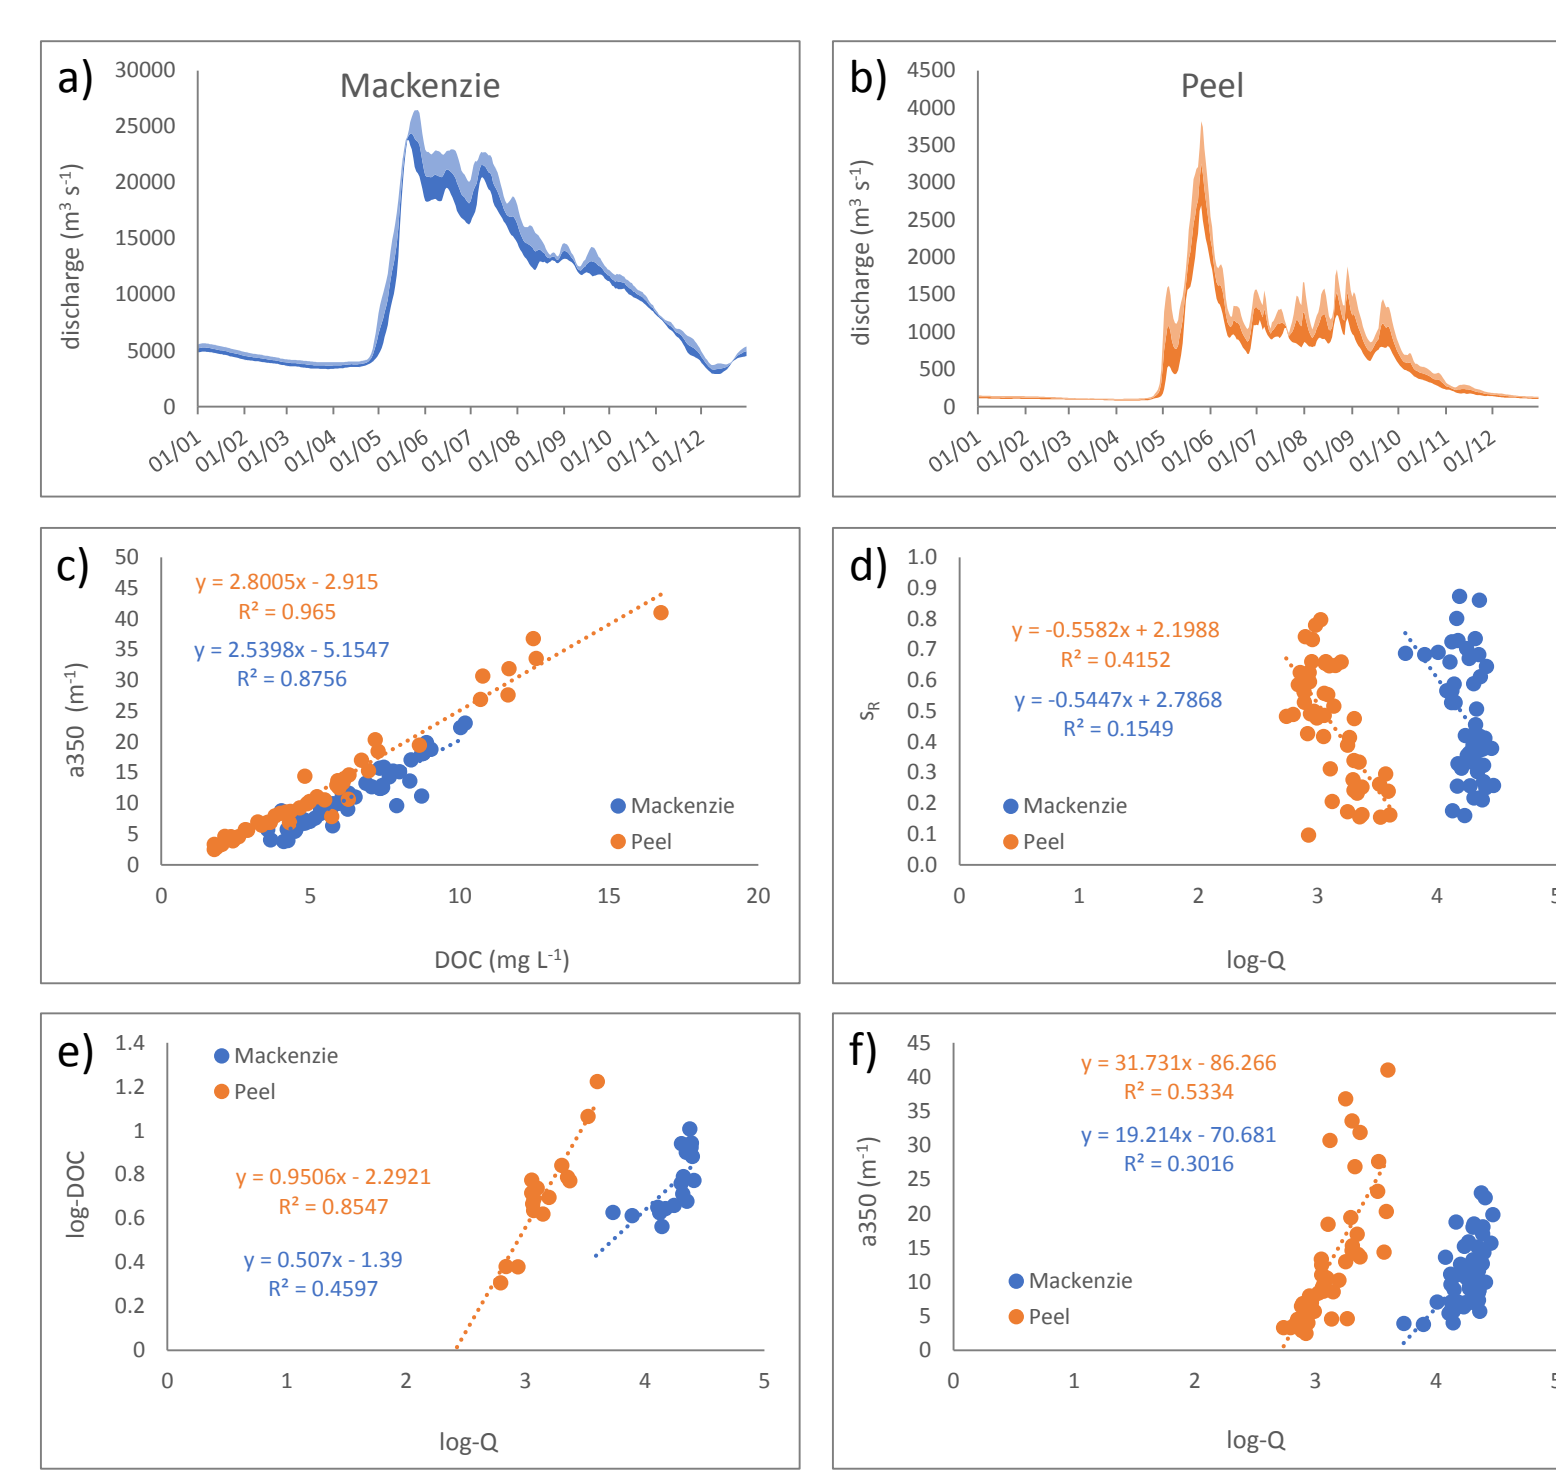 a)
Mackenzie
30000
25000
20000
15000
10000
5000
0
discharge (m³ s⁻¹)
01/01 01/02 01/03 01/04 01/05 01/06 01/07 01/08 01/09 01/10 01/11 01/12
b)
Peel
4500
4000
3500
3000
2500
2000
1500
1000
500
0
discharge (m³ s⁻¹)
01/01 01/02 01/03 01/04 01/05 01/06 01/07 01/08 01/09 01/10 01/11 01/12
c)
50
45
40
35
30
25
20
15
10
5
0
a350 (m⁻¹)
y = 2.8005x - 2.915
R² = 0.965
y = 2.5398x - 5.1547
R² = 0.8756
Mackenzie
Peel
0 5 10 15 20
DOC (mg L⁻¹)
d)
1.0
0.9
0.8
0.7
0.6
0.5
0.4
0.3
0.2
0.1
0.0
s_R
y = -0.5582x + 2.1988
R² = 0.4152
y = -0.5447x + 2.7868
R² = 0.1549
Mackenzie
Peel
0 1 2 3 4 5
log-Q
e)
1.4
1.2
1
0.8
0.6
0.4
0.2
0
log-DOC
Mackenzie
Peel
y = 0.9506x - 2.2921
R² = 0.8547
y = 0.507x - 1.39
R² = 0.4597
0 1 2 3 4 5
log-Q
f)
45
40
35
30
25
20
15
10
5
0
a350 (m⁻¹)
y = 31.731x - 86.266
R² = 0.5334
y = 19.214x - 70.681
R² = 0.3016
Mackenzie
Peel
0 1 2 3 4 5
log-Q